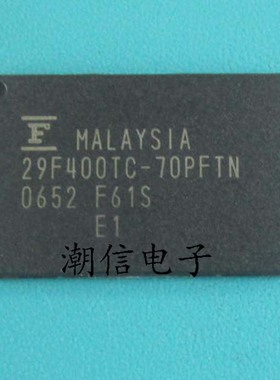 F MALAYSIA
29F400TC-70PFTN
0652 F61S
E1
潮信电子